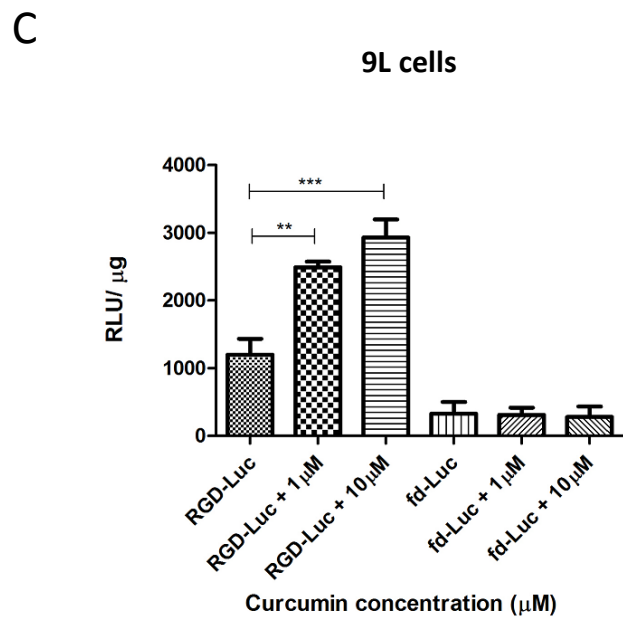 C
9L cells
4000
3000
2000
1000
0
RLU/ μg
***
**
RGD-Luc
RGD-Luc + 1μM
RGD-Luc + 10μM
fd-Luc
fd-Luc + 1μM
fd-Luc + 10μM
Curcumin concentration (μM)